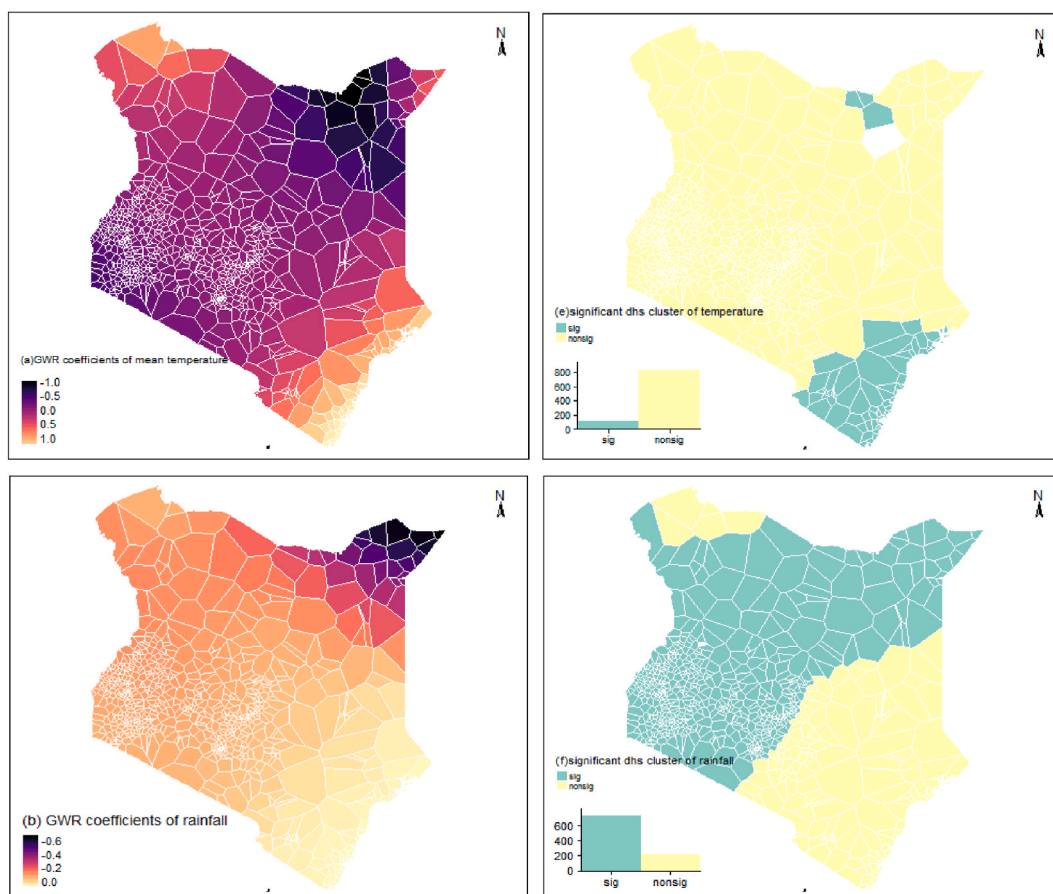 N
(a)GWR coefficients of mean temperature
-1.0
-0.5
0.0
0.5
1.0
N
(e)significant dhs cluster of temperature
sig
nonsig
800
600
400
200
0
sig nonsig
N
(b) GWR coefficients of rainfall
-0.6
-0.4
-0.2
0.0
N
(f)significant dhs cluster of rainfall
sig
nonsig
600
400
200
0
sig nonsig